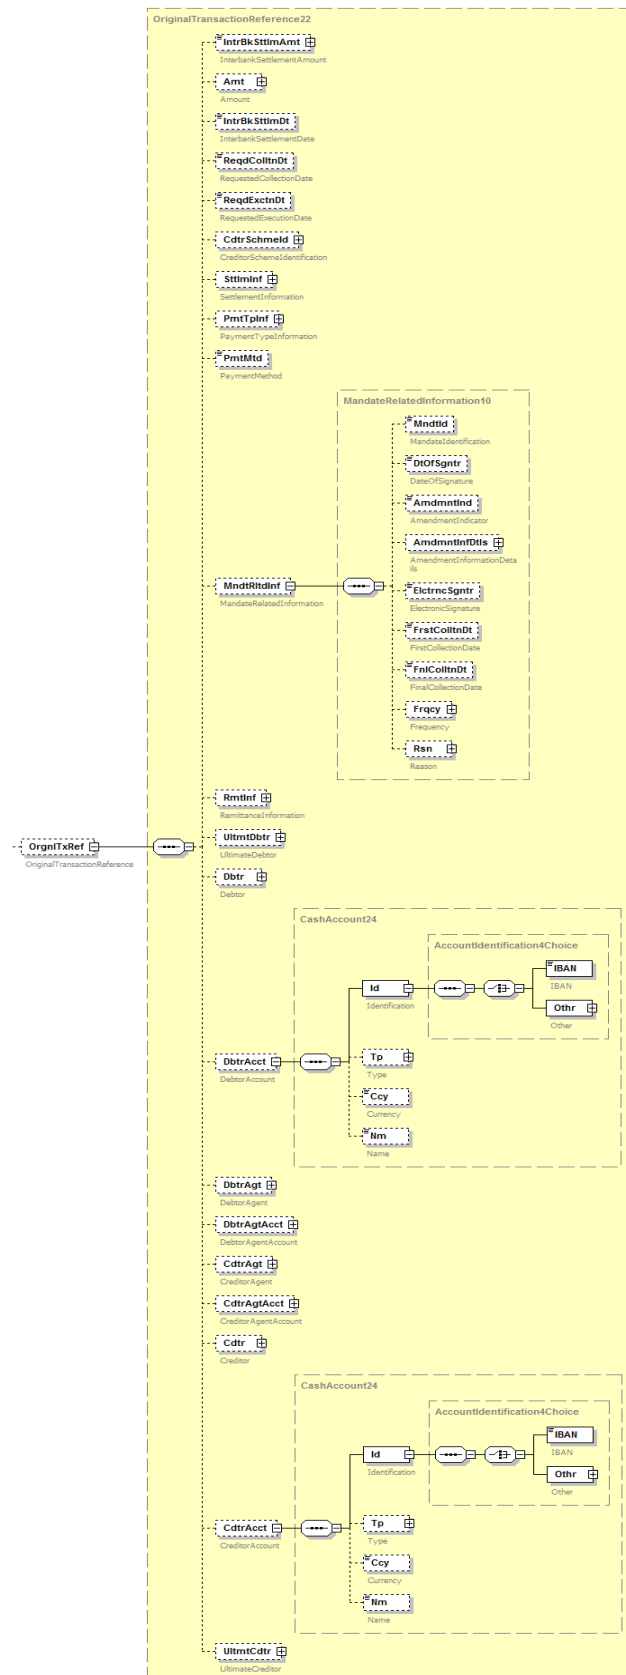 OriginalTransactionReference22
IntrBkSttlmAmt
InterbankSettlementAmount
Amt
Amount
IntrBkSttlmDt
InterbankSettlementDate
ReqdColltnDt
RequestedCollectionDate
ReqdExctnDt
RequestedExecutionDate
CdtrSchmeId
CreditorSchemeIdentification
SttlmInf
SettlementInformation
PmtTpInf
PaymentTypeInformation
PmtMtd
PaymentMethod
MandateRelatedInformation10
MndtId
MandateIdentification
DtOfSgntr
DateOfSignature
AmdmntInd
AmendmentIndicator
AmdmntInfDtls
AmendmentInformationDeta
ils
MndtRltdInf
MandateRelatedInformation
ElctrncSgntr
ElectronicSignature
FrstColltnDt
FirstCollectionDate
FnlColltnDt
FinalCollectionDate
Frqcy
Frequency
Rsn
Reason
RmtInf
RemittanceInformation
UltmtDbtr
UltimateDebtor
OrgnlTxRef
OriginalTransactionReference
Dbtr
Debtor
CashAccount24
AccountIdentification4Choice
IBAN
IBAN
Id
Identification
Othr
Other
DbtrAcct
DebtorAccount
Tp
Type
Ccy
Currency
Nm
Name
DbtrAgt
DebtorAgent
DbtrAgtAcct
DebtorAgentAccount
CdtrAgt
CreditorAgent
CdtrAgtAcct
CreditorAgentAccount
Cdtr
Creditor
CashAccount24
AccountIdentification4Choice
IBAN
IBAN
Id
Identification
Othr
Other
CdtrAcct
CreditorAccount
Tp
Type
Ccy
Currency
Nm
Name
UltmtCdtr
UltimateCreditor